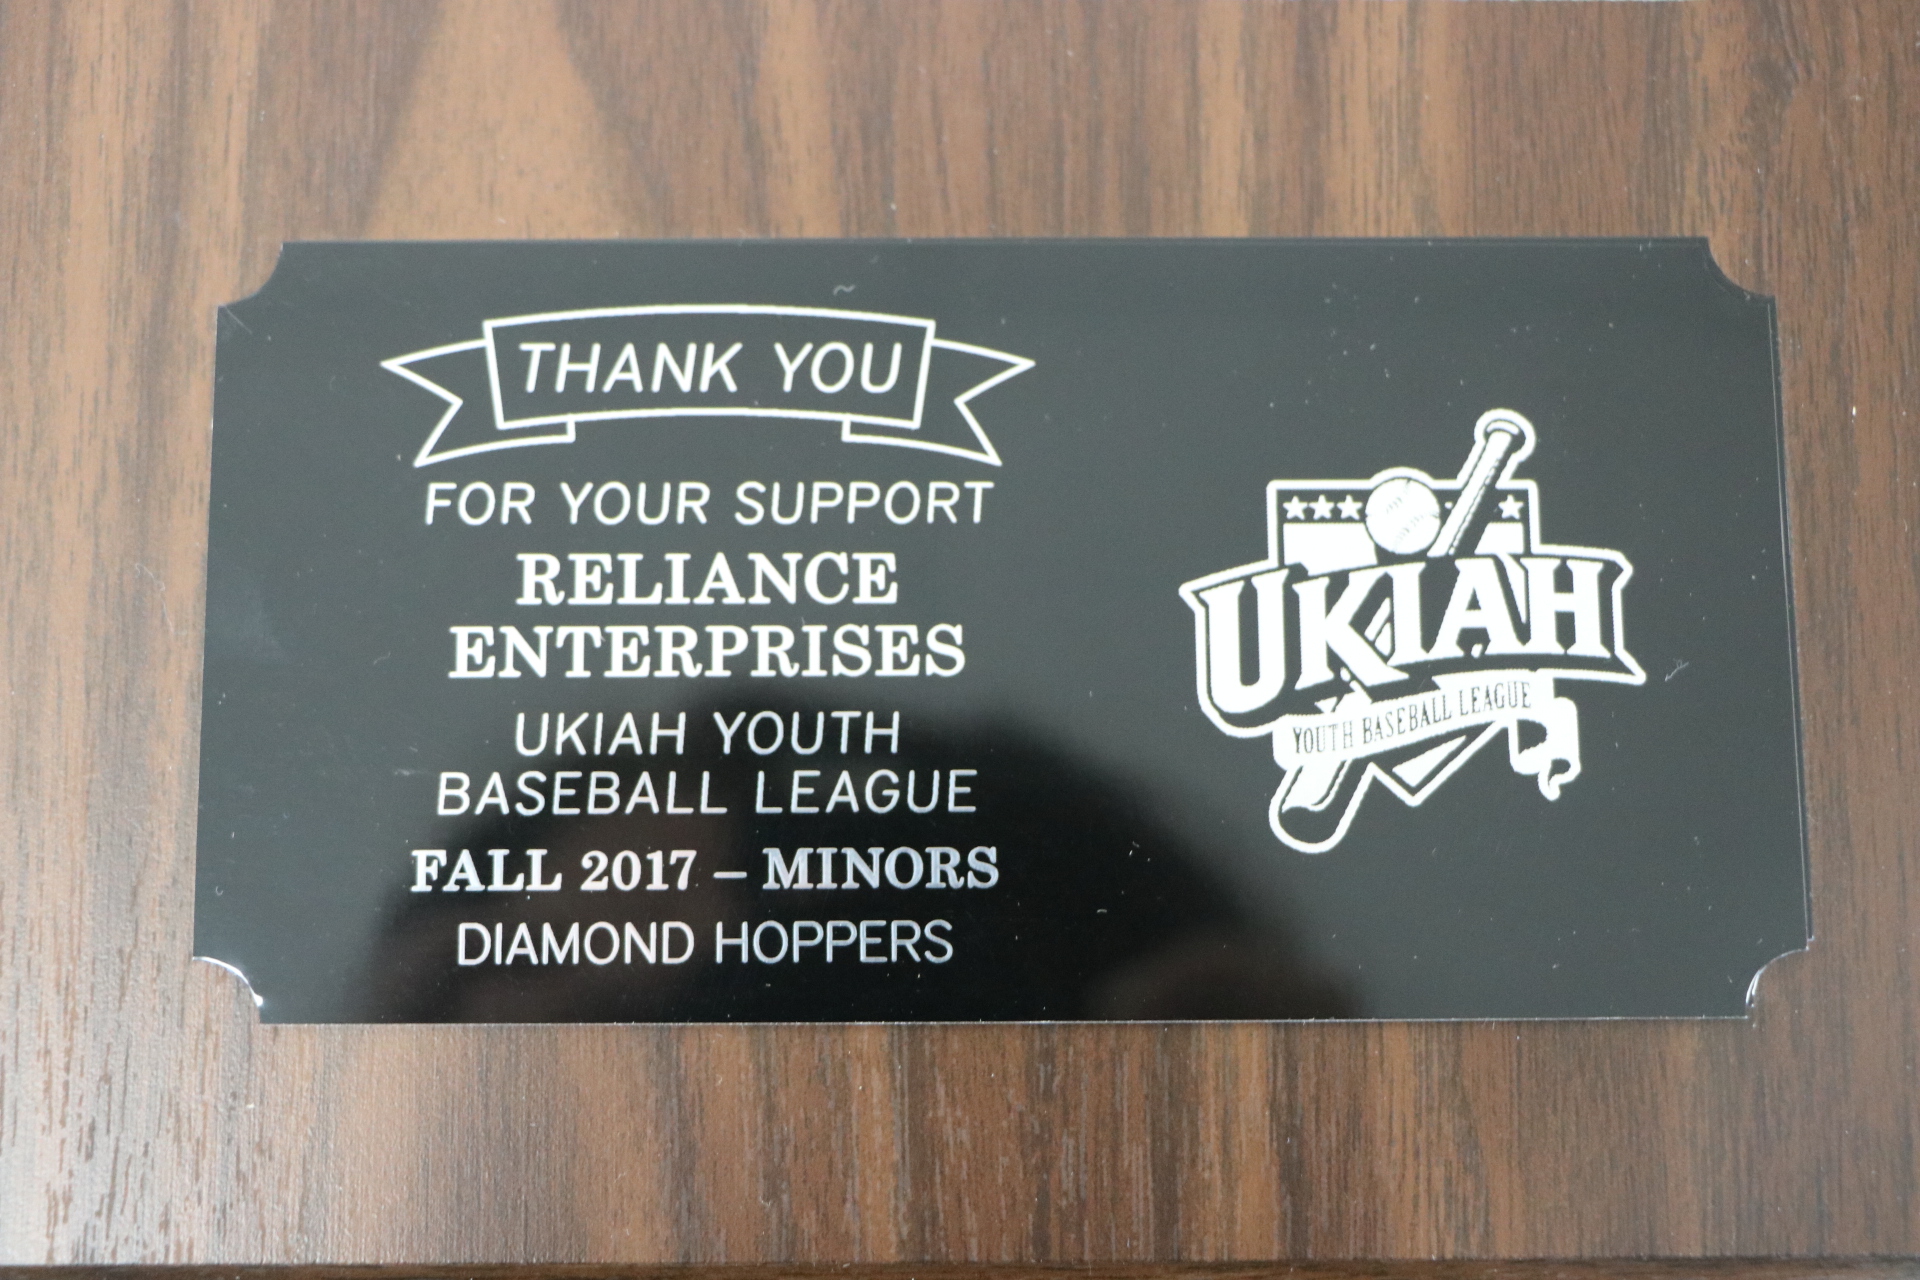 THANK YOU
FOR YOUR SUPPORT
RELIANCE
ENTERPRISES
UKIAH YOUTH
BASEBALL LEAGUE
FALL 2017 – MINORS
DIAMOND HOPPERS
UKIAH
YOUTH BASEBALL LEAGUE